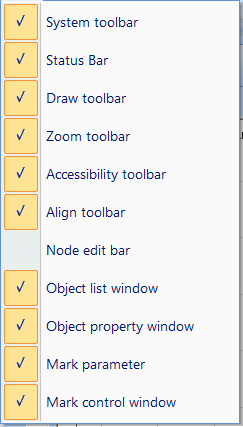 System toolbar
Status Bar
Draw toolbar
Zoom toolbar
Accessibility toolbar
Align toolbar
Node edit bar
Object list window
Object property window
Mark parameter
Mark control window